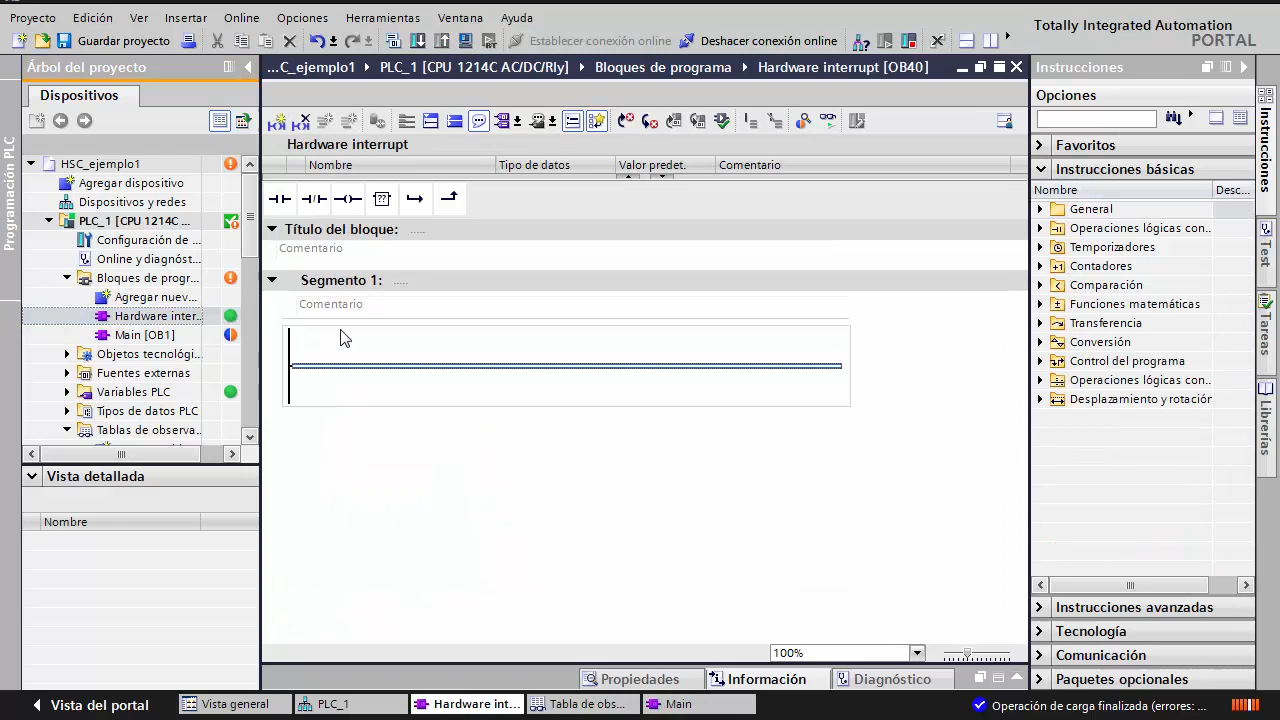 Proyecto Edición Ver Insertar Online Opciones Herramientas Ventana Ayuda
Totally Integrated Automation
PORTAL
Guardar proyecto Establecer conexión online Deshacer conexión online
Árbol del proyecto
...C_ejemplo1 PLC_1 [CPU 1214C AC/DC/Rly] Bloques de programa Hardware interrupt [OB40]
Instrucciones
Dispositivos
Opciones
Hardware interrupt
Favoritos
Nombre Tipo de datos Valor predet. Comentario
Instrucciones básicas
Nombre Desc...
HSC_ejemplo1
Agregar dispositivo
Dispositivos y redes
PLC_1 [CPU 1214C ...
Configuración de ...
Online y diagnóst...
Bloques de progr...
Agregar nuev...
Hardware inter...
Main [OB1]
Objetos tecnológi...
Fuentes externas
Variables PLC
Tipos de datos PLC
Tablas de observa...
??
Título del bloque: .....
Comentario
Segmento 1: .....
Comentario
General
Operaciones lógicas con...
Temporizadores
Contadores
Comparación
Funciones matemáticas
Transferencia
Conversión
Control del programa
Operaciones lógicas con...
Desplazamiento y rotación
Vista detallada
Nombre
Instrucciones avanzadas
Tecnología
Comunicación
Paquetes opcionales
100%
Propiedades Información Diagnóstico
Programación PLC
Instrucciones
Test
Tareas
Librerías
Vista del portal Vista general PLC_1 Hardware int... Tabla de obs... Main Operación de carga finalizada (errores: ...